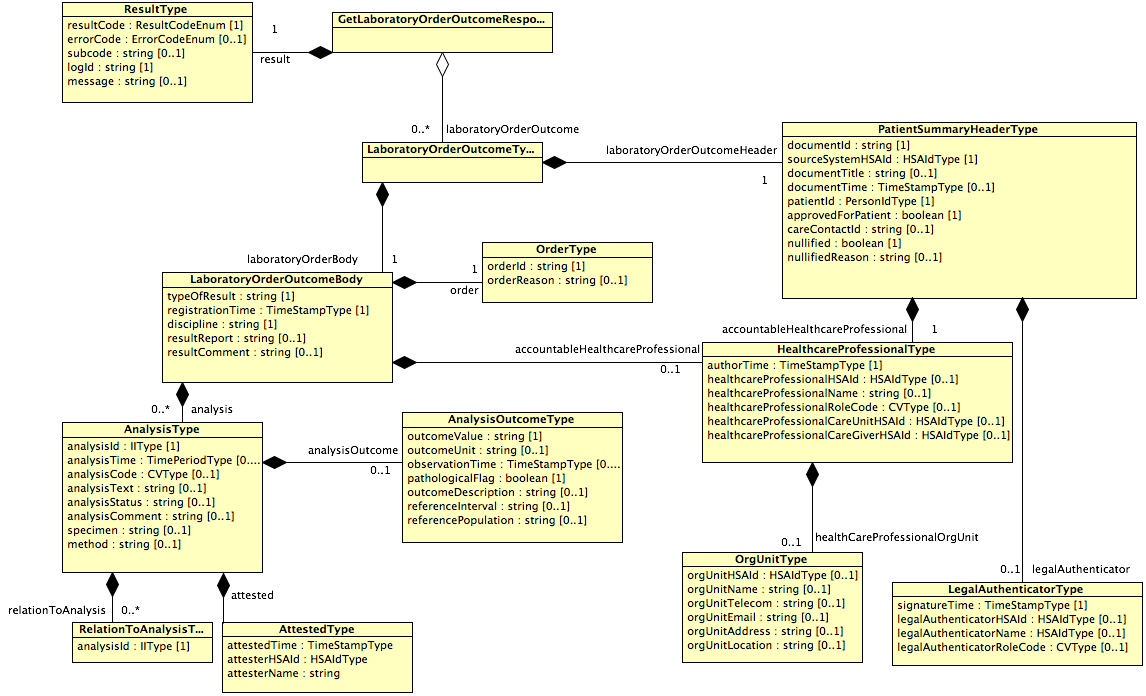 ResultType
resultCode : ResultCodeEnum [1]
errorCode : ErrorCodeEnum [0..1]
subcode : string [0..1]
logId : string [1]
message : string [0..1]
1
result
GetLaboratoryOrderOutcomeRespo...
0..*
laboratoryOrderOutcome
LaboratoryOrderOutcomeTy...
laboratoryOrderOutcomeHeader
1
PatientSummaryHeaderType
documentId : string [1]
sourceSystemHSAId : HSAIdType [1]
documentTitle : string [0..1]
documentTime : TimeStampType [0..1]
patientId : PersonIdType [1]
approvedForPatient : boolean [1]
careContactId : string [0..1]
nullified : boolean [1]
nullifiedReason : string [0..1]
laboratoryOrderBody
1
OrderType
orderId : string [1]
orderReason : string [0..1]
1
order
LaboratoryOrderOutcomeBody
typeOfResult : string [1]
registrationTime : TimeStampType [1]
discipline : string [1]
resultReport : string [0..1]
resultComment : string [0..1]
accountableHealthcareProfessional
0..1
accountableHealthcareProfessional
1
HealthcareProfessionalType
authorTime : TimeStampType [1]
healthcareProfessionalHSAId : HSAIdType [0..1]
healthcareProfessionalName : string [0..1]
healthcareProfessionalRoleCode : CVType [0..1]
healthcareProfessionalCareUnitHSAId : HSAIdType [0..1]
healthcareProfessionalCareGiverHSAId : HSAIdType [0..1]
0..*
analysis
AnalysisType
analysisId : IIType [1]
analysisTime : TimePeriodType [0....
analysisCode : CVType [0..1]
analysisText : string [0..1]
analysisStatus : string [0..1]
analysisComment : string [0..1]
specimen : string [0..1]
method : string [0..1]
analysisOutcome
0..1
AnalysisOutcomeType
outcomeValue : string [1]
outcomeUnit : string [0..1]
observationTime : TimeStampType [0....
pathologicalFlag : boolean [1]
outcomeDescription : string [0..1]
referenceInterval : string [0..1]
referencePopulation : string [0..1]
0..1
healthCareProfessionalOrgUnit
OrgUnitType
orgUnitHSAId : HSAIdType [0..1]
orgUnitName : string [0..1]
orgUnitTelecom : string [0..1]
orgUnitEmail : string [0..1]
orgUnitAddress : string [0..1]
orgUnitLocation : string [0..1]
0..1
legalAuthenticator
LegalAuthenticatorType
signatureTime : TimeStampType [1]
legalAuthenticatorHSAId : HSAIdType [0..1]
legalAuthenticatorName : HSAIdType [0..1]
legalAuthenticatorRoleCode : CVType [0..1]
relationToAnalysis
0..*
attested
RelationToAnalysisT...
analysisId : IIType [1]
AttestedType
attestedTime : TimeStampType
attesterHSAId : HSAIdType
attesterName : string